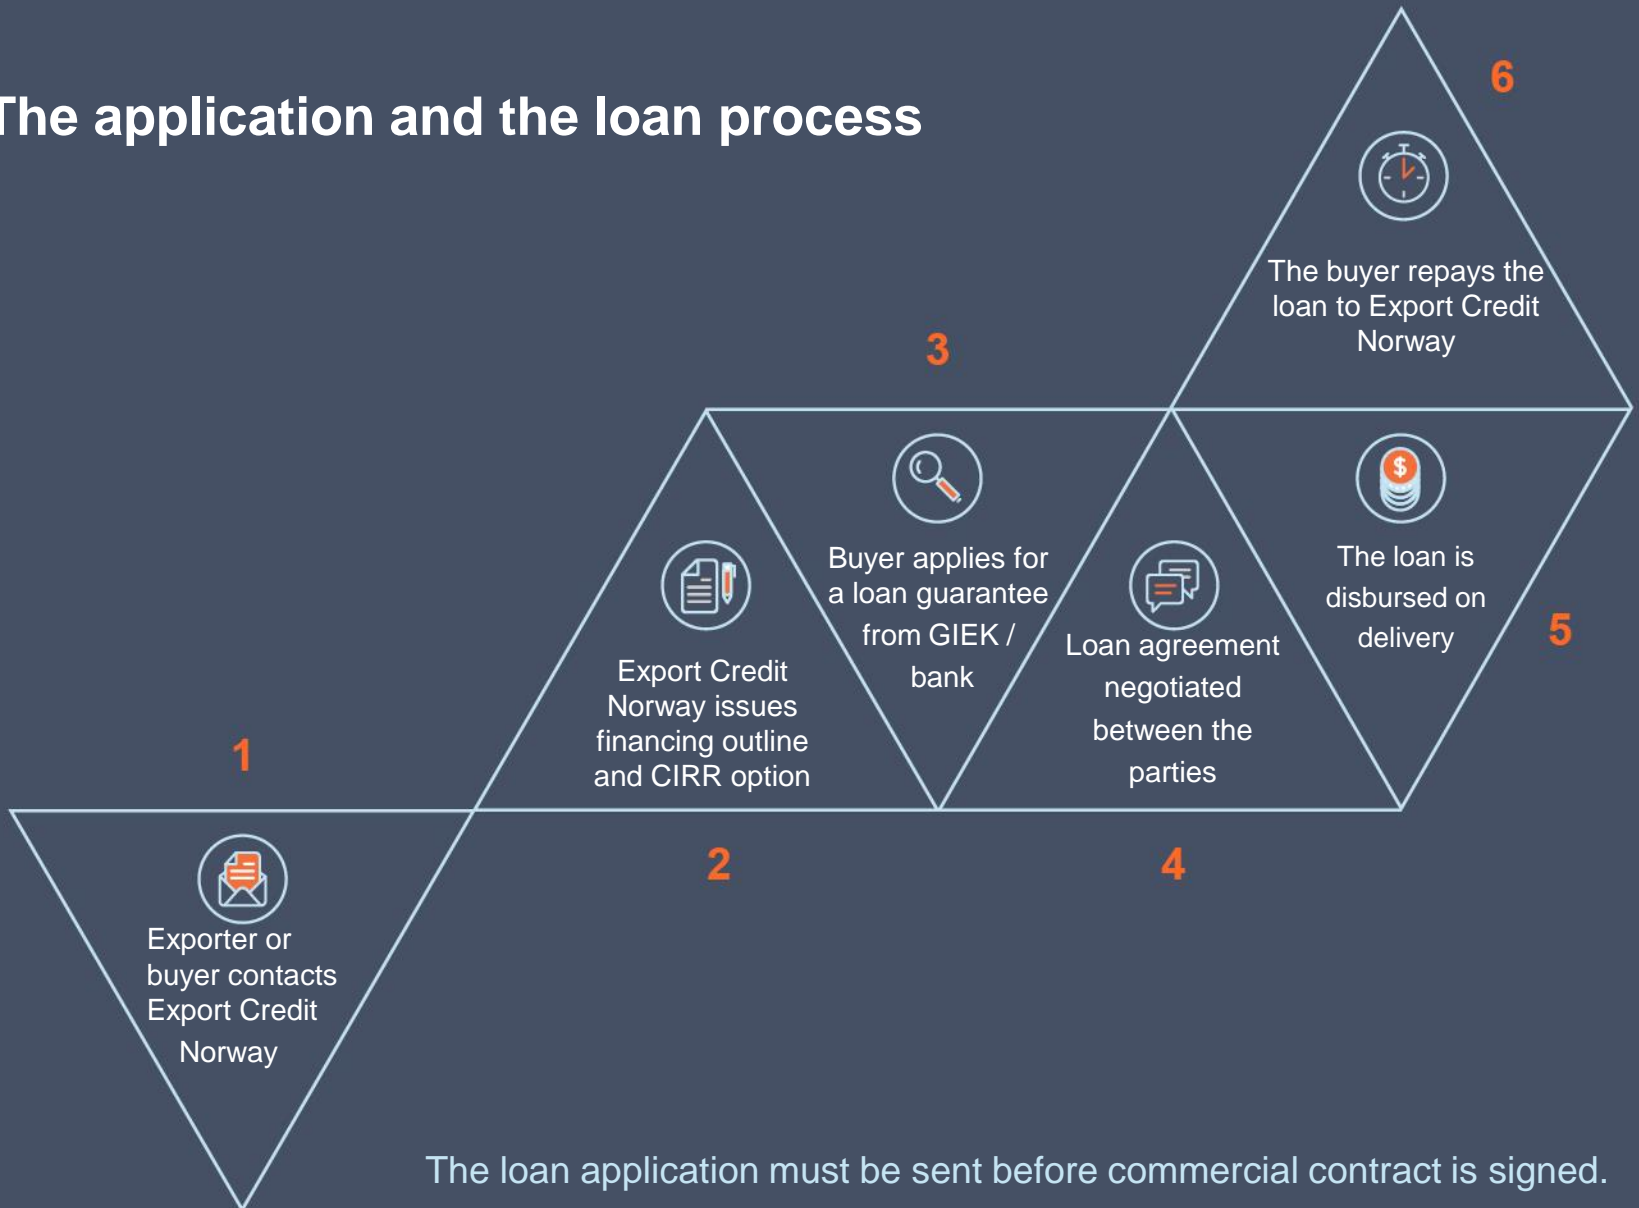 The application and the loan process
6
The buyer repays the
loan to Export Credit
Norway
3
Buyer applies for
a loan guarantee
from GIEK /
bank
$
The loan is
disbursed on
delivery
5
Loan agreement
negotiated
between the
parties
Export Credit
Norway issues
financing outline
and CIRR option
1
2
4
Exporter or
buyer contacts
Export Credit
Norway
The loan application must be sent before commercial contract is signed.